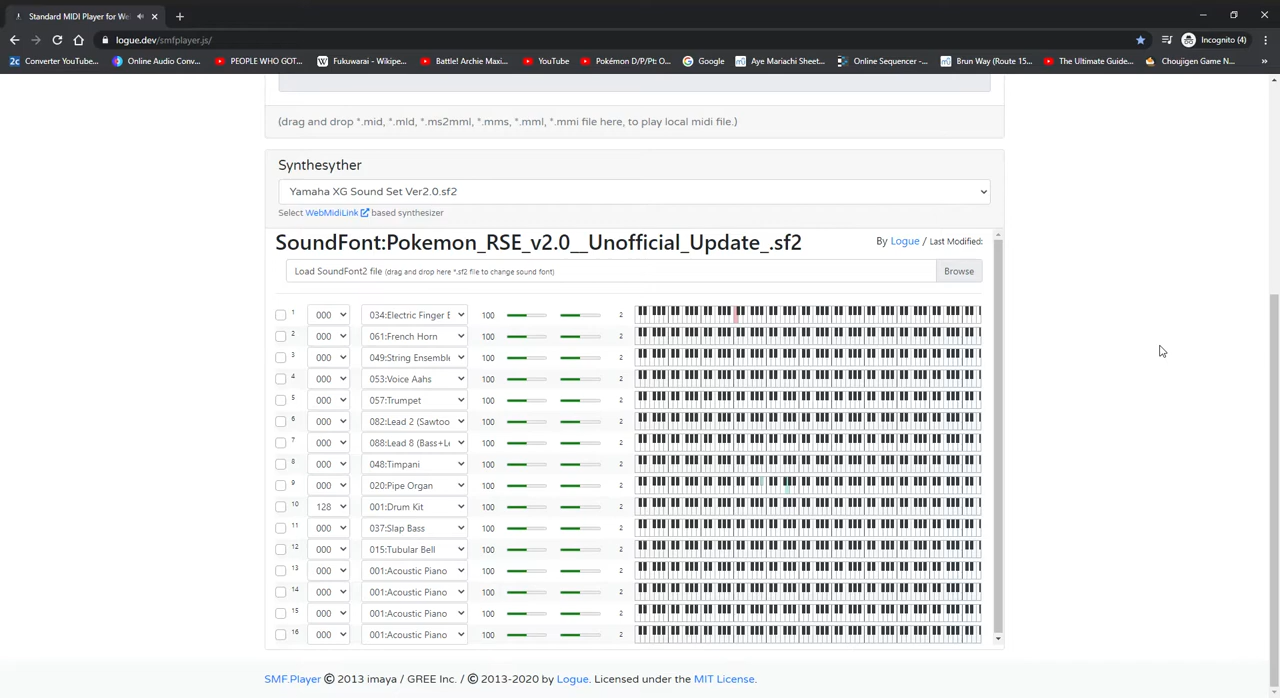 Standard MIDI Player for We
logue.dev/smfplayer.js/
Incognito (4)
Converter YouTube...
Online Audio Conv...
PEOPLE WHO GOT...
Fukuwarai - Wikipe...
Battle! Archie Maxi...
YouTube
Pokémon D/P/Pt: O...
Google
Aye Mariachi Sheet...
Online Sequencer -...
Brun Way (Route 15...
The Ultimate Guide...
Choujigen Game N...
»
(drag and drop *.mid, *.mld, *.ms2mml, *.mms, *.mml, *.mmi file here, to play local midi file.)
Synthesyther
Yamaha XG Sound Set Ver2.0.sf2
Select WebMidiLink based synthesizer
SoundFont:Pokemon_RSE_v2.0__Unofficial_Update_.sf2
By Logue / Last Modified:
Load SoundFont2 file (drag and drop here *.sf2 file to change sound font)
Browse
1 000 034:Electric Finger B 100 2
2 000 061:French Horn 100 2
3 000 049:String Ensemble 100 2
4 000 053:Voice Aahs 100 2
5 000 057:Trumpet 100 2
6 000 082:Lead 2 (Sawtoo 100 2
7 000 088:Lead 8 (Bass+Le 100 2
8 000 048:Timpani 100 2
9 000 020:Pipe Organ 100 2
10 128 001:Drum Kit 100 2
11 000 037:Slap Bass 100 2
12 000 015:Tubular Bell 100 2
13 000 001:Acoustic Piano 100 2
14 000 001:Acoustic Piano 100 2
15 000 001:Acoustic Piano 100 2
16 000 001:Acoustic Piano 100 2
SMF.Player © 2013 imaya / GREE Inc. / © 2013-2020 by Logue. Licensed under the MIT License.